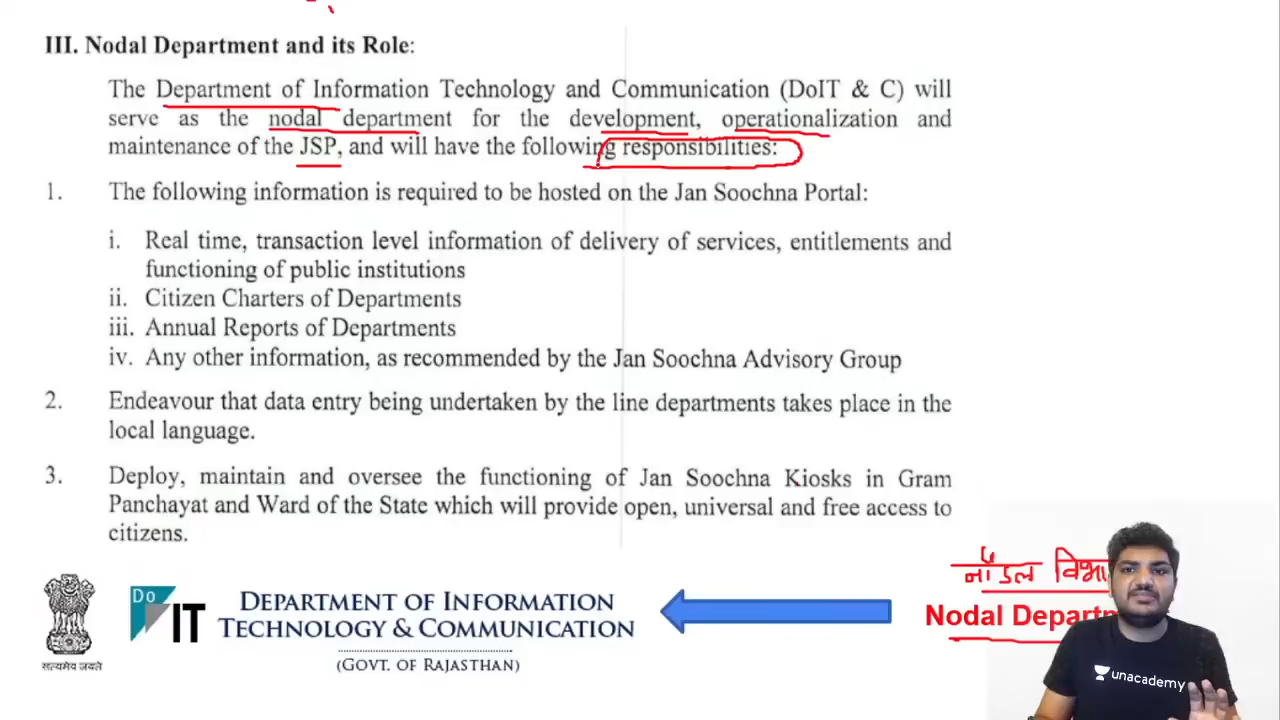 III. Nodal Department and its Role:
The Department of Information Technology and Communication (DoIT & C) will
serve as the nodal department for the development, operationalization and
maintenance of the JSP, and will have the following responsibilities:
1. The following information is required to be hosted on the Jan Soochna Portal:
i. Real time, transaction level information of delivery of services, entitlements and
functioning of public institutions
ii. Citizen Charters of Departments
iii. Annual Reports of Departments
iv. Any other information, as recommended by the Jan Soochna Advisory Group
2. Endeavour that data entry being undertaken by the line departments takes place in the
local language.
3. Deploy, maintain and oversee the functioning of Jan Soochna Kiosks in Gram
Panchayat and Ward of the State which will provide open, universal and free access to
citizens.
नॉडल
Nodal
सत्यमेव जयते
Do IT
DEPARTMENT OF INFORMATION
TECHNOLOGY & COMMUNICATION
(GOVT. OF RAJASTHAN)
unacademy